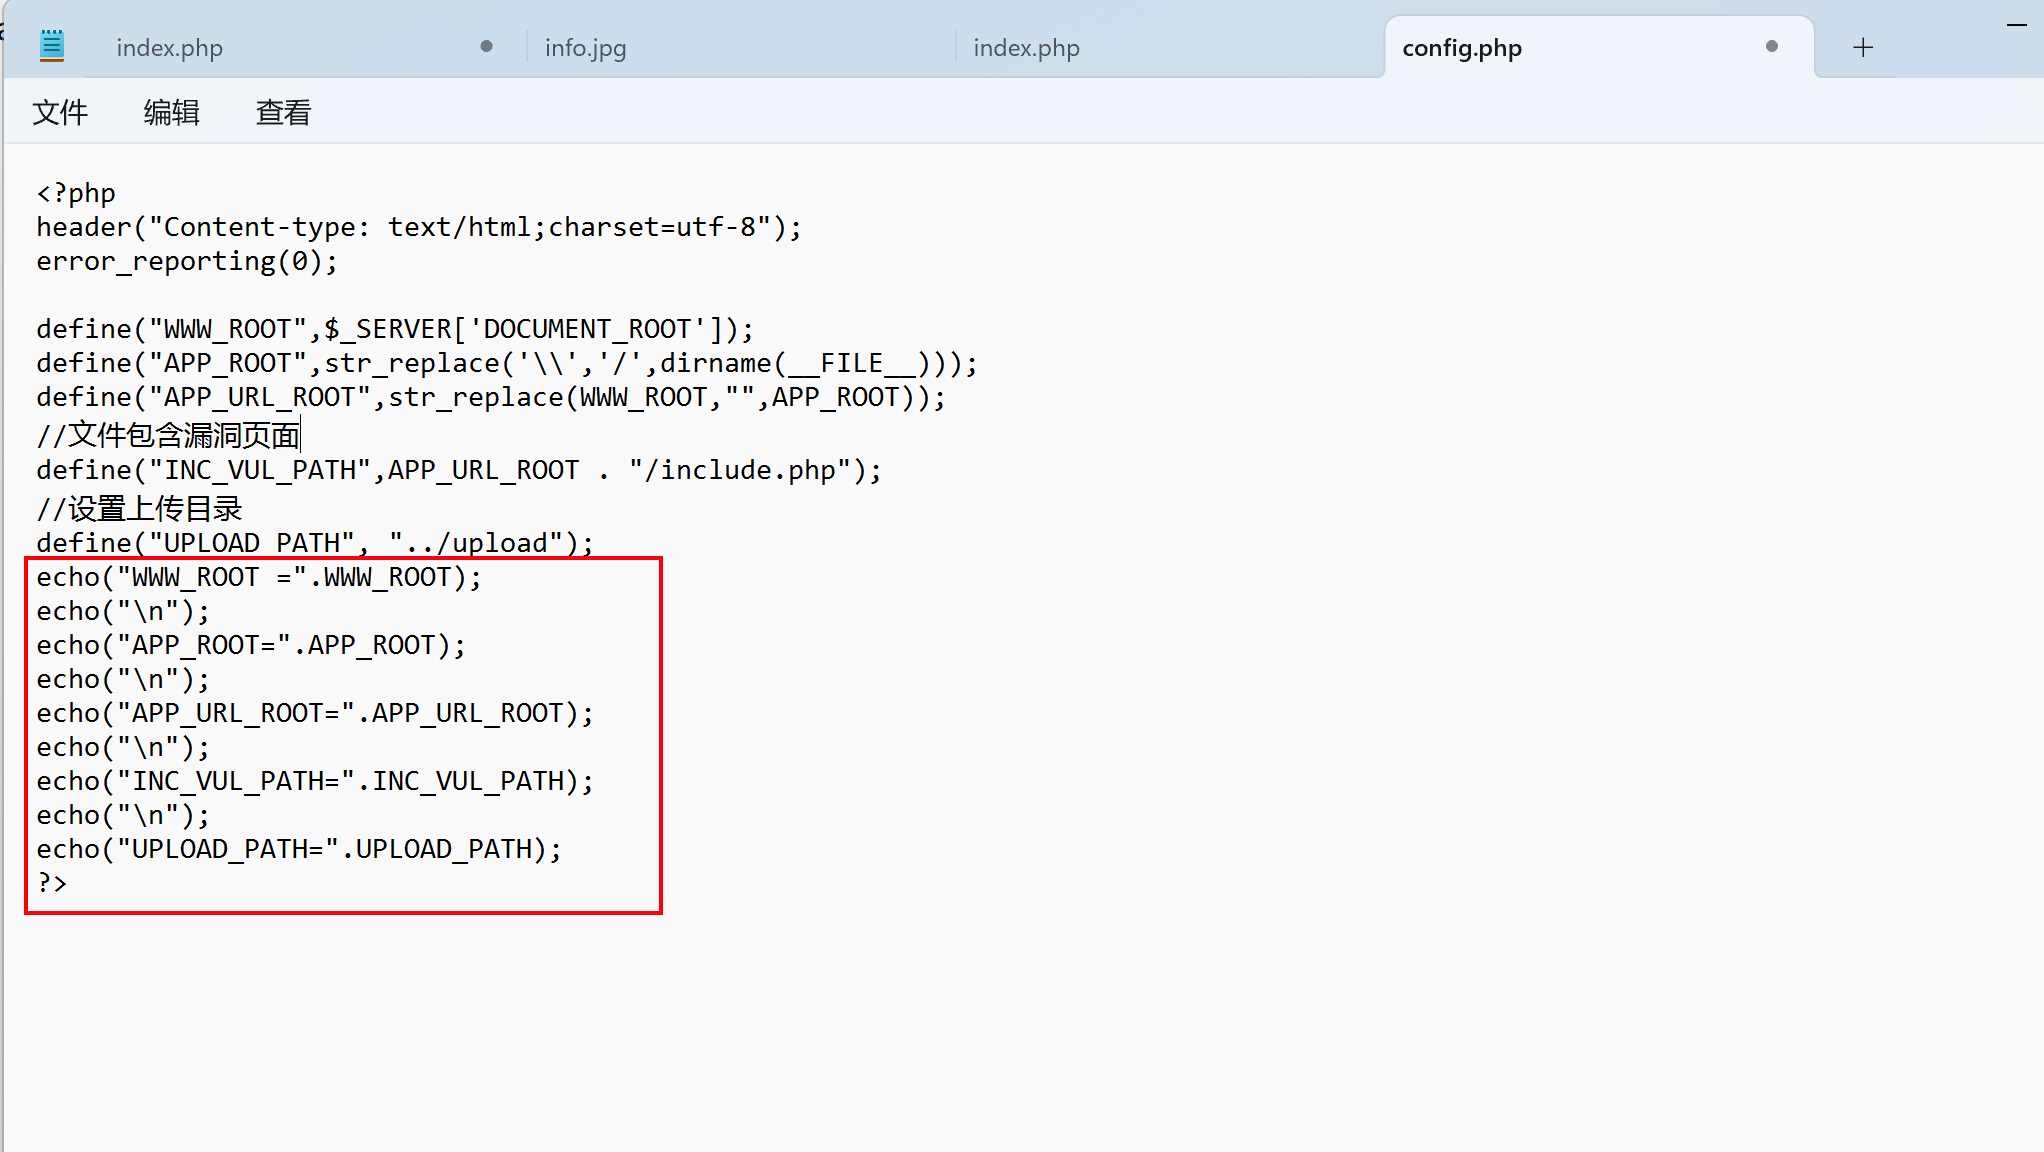 index.php
info.jpg
index.php
config.php
文件 编辑 查看
<?php
header("Content-type: text/html;charset=utf-8");
error_reporting(0);
define("WWW_ROOT",$_SERVER['DOCUMENT_ROOT']);
define("APP_ROOT",str_replace('\\','/',dirname(__FILE__)));
define("APP_URL_ROOT",str_replace(WWW_ROOT,"",APP_ROOT));
//文件包含漏洞页面
define("INC_VUL_PATH",APP_URL_ROOT . "/include.php");
//设置上传目录
define("UPLOAD_PATH", "../upload");
echo("WWW_ROOT =".WWW_ROOT);
echo("\n");
echo("APP_ROOT=".APP_ROOT);
echo("\n");
echo("APP_URL_ROOT=".APP_URL_ROOT);
echo("\n");
echo("INC_VUL_PATH=".INC_VUL_PATH);
echo("\n");
echo("UPLOAD_PATH=".UPLOAD_PATH);
?>